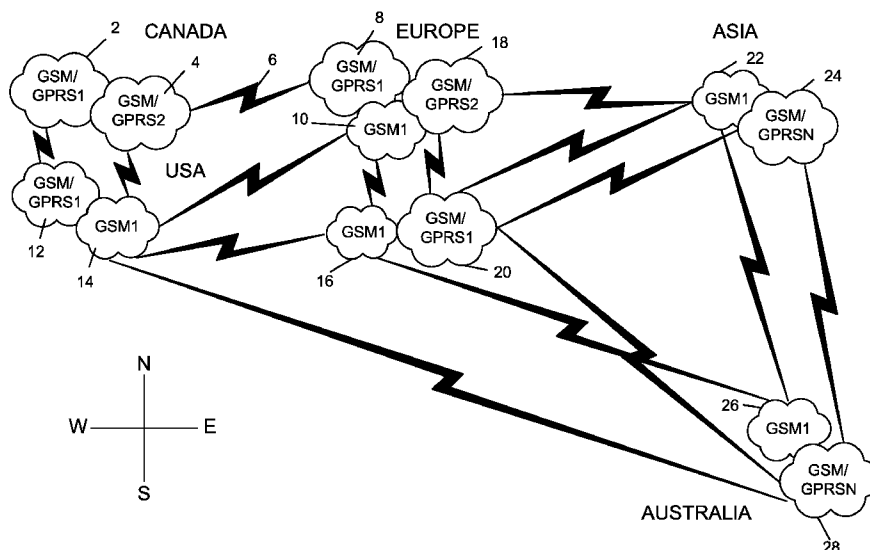 2
CANADA
4
6
8
EUROPE
18
ASIA
22
24
GSM/
GPRS1
GSM/
GPRS2
GSM/
GPRS1
GSM/
GPRS2
10
GSM1
GSM1
GSM/
GPRSN
USA
GSM/
GPRS1
12
GSM1
14
GSM1
16
GSM/
GPRS1
20
N
W
E
S
26
GSM1
GSM/
GPRSN
AUSTRALIA
28